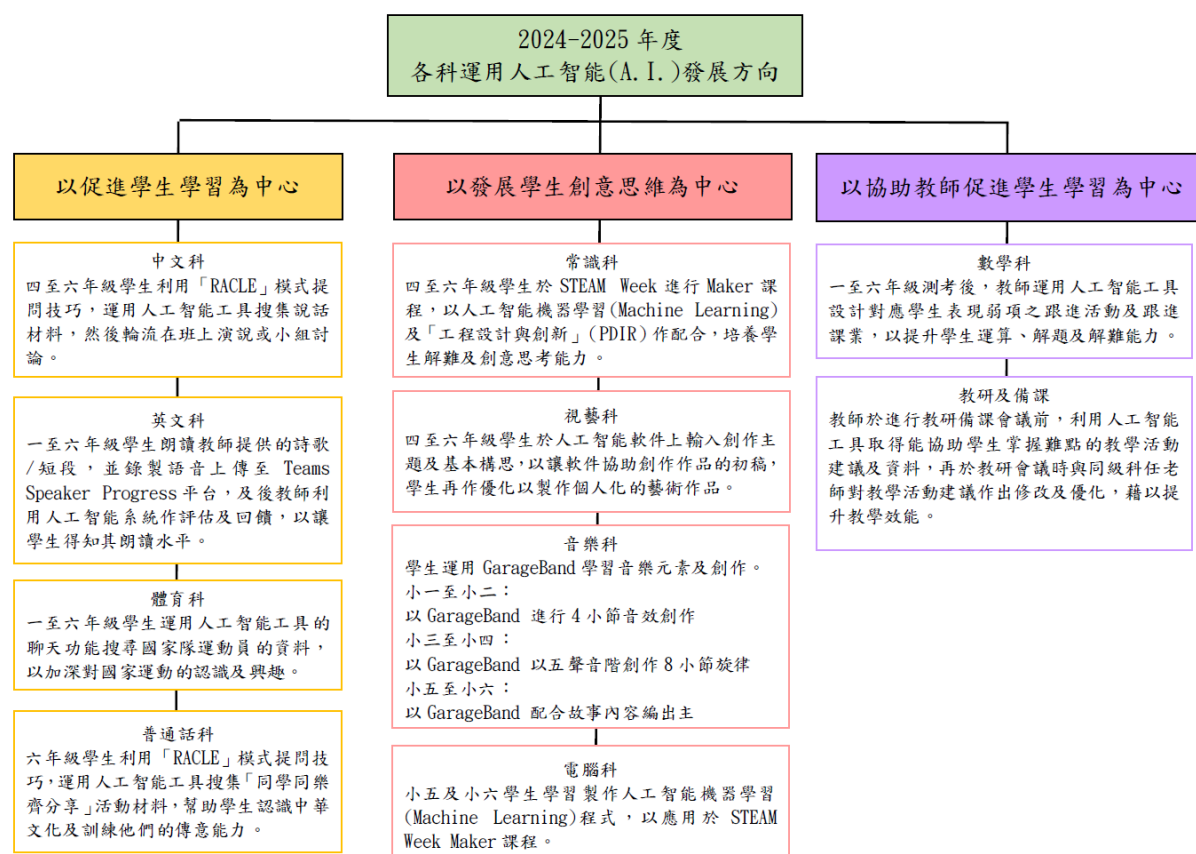 2024-2025 年度
各科運用人工智能(A.I.)發展方向
以促進學生學習為中心
中文科
四至六年級學生利用「RACLE」模式提
問技巧，運用人工智能工具搜集說話
材料，然後輪流在班上演說或小組討
論。
英文科
一至六年級學生朗讀教師提供的詩歌
/短段，並錄製語音上傳至 Teams
Speaker Progress 平台，及後教師利
用人工智能系統作評估及回饋，以讓
學生得知其朗讀水平。
體育科
一至六年級學生運用人工智能工具的
聊天功能搜尋國家隊運動員的資料，
以加深對國家運動的認識及興趣。
普通話科
六年級學生利用「RACLE」模式提問技
巧，運用人工智能工具搜集「同學同樂
齊分享」活動材料，幫助學生認識中華
文化及訓練他們的傳意能力。
以發展學生創意思維為中心
常識科
四至六年級學生於 STEAM Week 進行 Maker 課
程，以人工智能機器學習(Machine Learning)
及「工程設計與創新」(PDIR)作配合，培養學
生解難及創意思考能力。
視藝科
四至六年級學生於人工智能軟件上輸入創作主
題及基本構思，以讓軟件協助創作作品的初稿，
學生再作優化以製作個人化的藝術作品。
音樂科
學生運用 GarageBand 學習音樂元素及創作。
小一至小二：
以 GarageBand 進行 4 小節音效創作
小三至小四：
以 GarageBand 以五聲音階創作 8 小節旋律
小五至小六：
以 GarageBand 配合故事內容編出主
電腦科
小五及小六學生學習製作人工智能機器學習
(Machine Learning)程式，以應用於 STEAM
Week Maker 課程。
以協助教師促進學生學習為中心
數學科
一至六年級測考後，教師運用人工智能工具
設計對應學生表現弱項之跟進活動及跟進
課業，以提升學生運算、解題及解難能力。
教研及備課
教師於進行教研備課會議前，利用人工智能
工具取得能協助學生掌握難點的教學活動
建議及資料，再於教研會議時與同級科任老
師對教學活動建議作出修改及優化，藉以提
升教學效能。